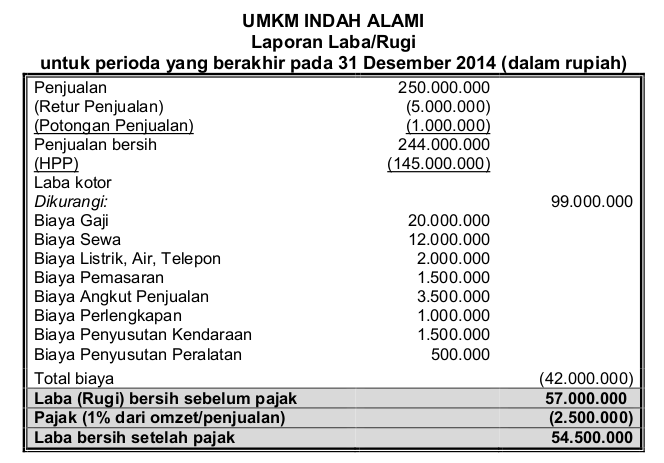 UMKM INDAH ALAMI
Laporan Laba/Rugi
untuk perioda yang berakhir pada 31 Desember 2014 (dalam rupiah)
Penjualan 250.000.000
(Retur Penjualan) (5.000.000)
(Potongan Penjualan) (1.000.000)
Penjualan bersih 244.000.000
(HPP) (145.000.000)
Laba kotor
Dikurangi: 99.000.000
Biaya Gaji 20.000.000
Biaya Sewa 12.000.000
Biaya Listrik, Air, Telepon 2.000.000
Biaya Pemasaran 1.500.000
Biaya Angkut Penjualan 3.500.000
Biaya Perlengkapan 1.000.000
Biaya Penyusutan Kendaraan 1.500.000
Biaya Penyusutan Peralatan 500.000
Total biaya (42.000.000)
Laba (Rugi) bersih sebelum pajak 57.000.000
Pajak (1% dari omzet/penjualan) (2.500.000)
Laba bersih setelah pajak 54.500.000